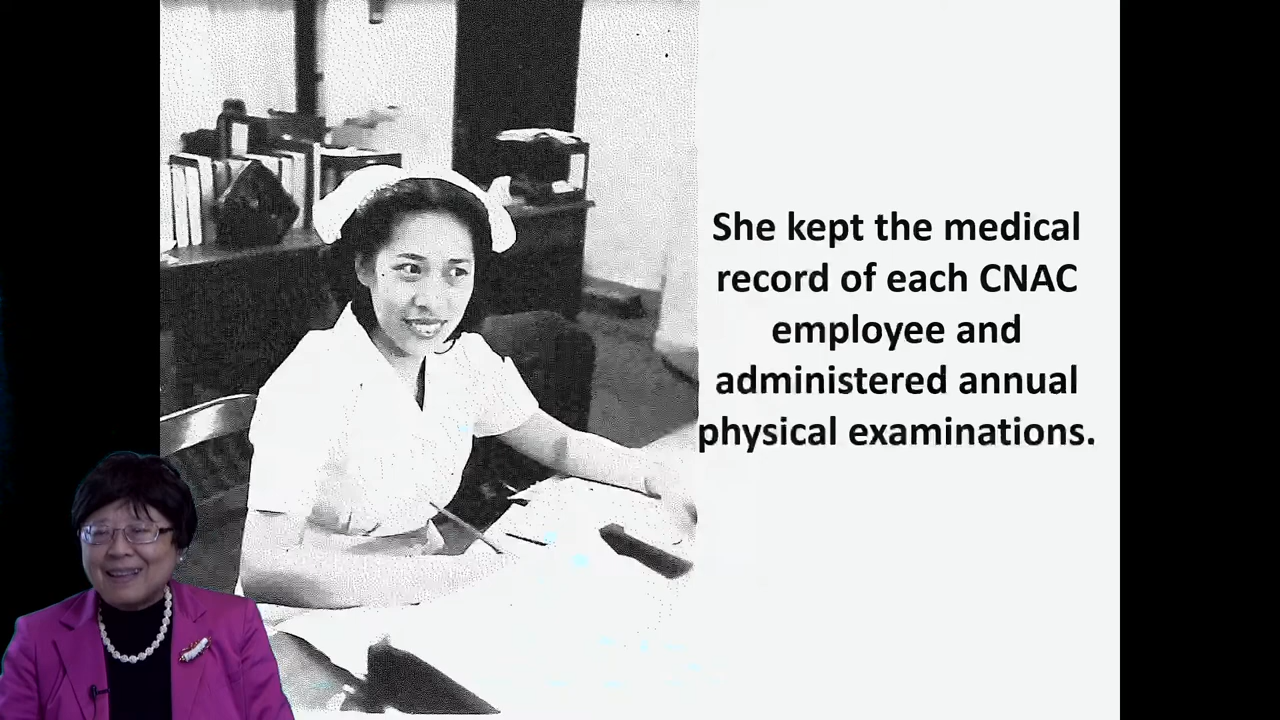 She kept the medical
record of each CNAC
employee and
administered annual
physical examinations.